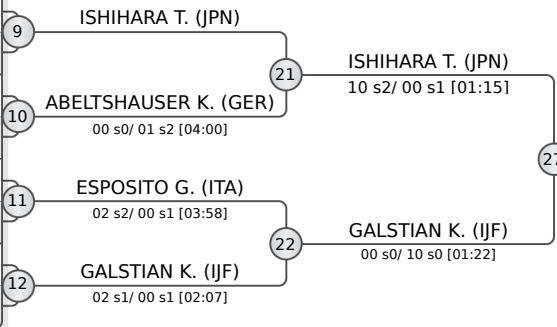 9
ISHIHARA T. (JPN)
21
ISHIHARA T. (JPN)
10 s2/ 00 s1 [01:15]
10
ABELTSHAUSER K. (GER)
00 s0/ 01 s2 [04:00]
27
11
ESPOSITO G. (ITA)
02 s2/ 00 s1 [03:58]
22
GALSTIAN K. (IJF)
00 s0/ 10 s0 [01:22]
12
GALSTIAN K. (IJF)
02 s1/ 00 s1 [02:07]